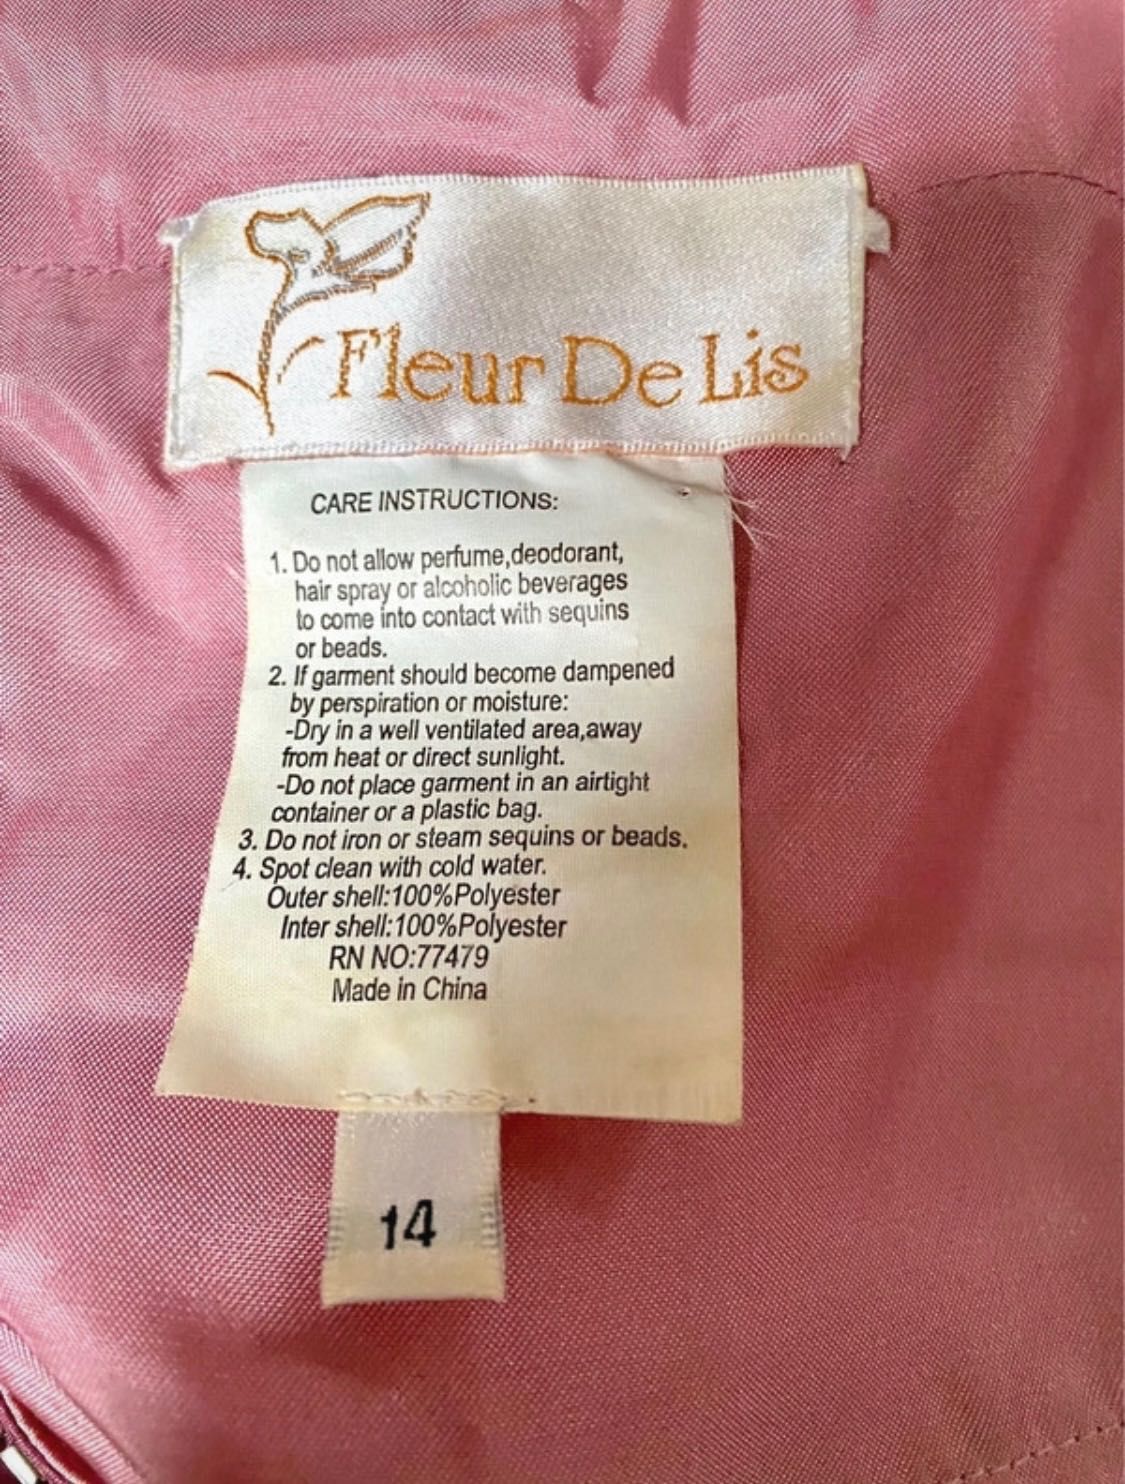 Fleur De Lis
CARE INSTRUCTIONS:
1. Do not allow perfume,deodorant,
hair spray or alcoholic beverages
to come into contact with sequins
or beads.
2. If garment should become dampened
by perspiration or moisture:
-Dry in a well ventilated area,away
from heat or direct sunlight.
-Do not place garment in an airtight
container or a plastic bag.
3. Do not iron or steam sequins or beads.
4. Spot clean with cold water.
Outer shell:100%Polyester
Inter shell:100%Polyester
RN NO:77479
Made in China
14